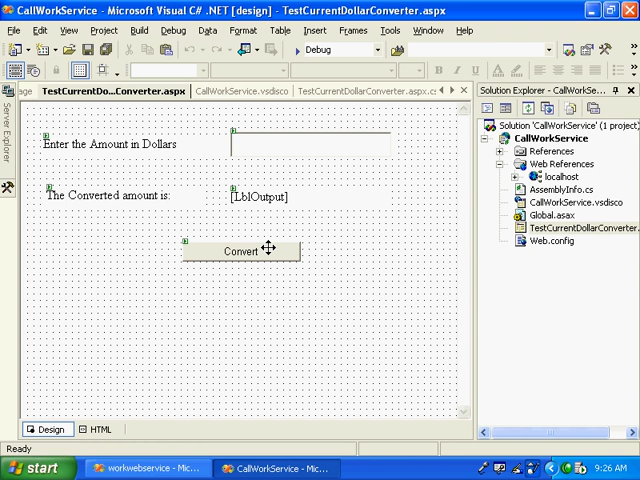 CallWorkService - Microsoft Visual C# .NET [design] - TestCurrentDollarConverter.aspx
File Edit View Project Build Debug Data Format Table Insert Frames Tools Window Help
Debug
age TestCurrentDo...Converter.aspx CallWorkService.vsdisco TestCurrentDollarConverter.aspx.cs
Server Explorer
Enter the Amount in Dollars
The Converted amount is: [LblOutput]
Convert
Design HTML
Solution Explorer - CallWorkSe...
Solution 'CallWorkService' (1 project)
CallWorkService
References
Web References
localhost
AssemblyInfo.cs
CallWorkService.vsdisco
Global.asax
TestCurrentDollarConverter.
Web.config
Ready
start workwebservice - Mic... CallWorkService - Mic... 9:26 AM